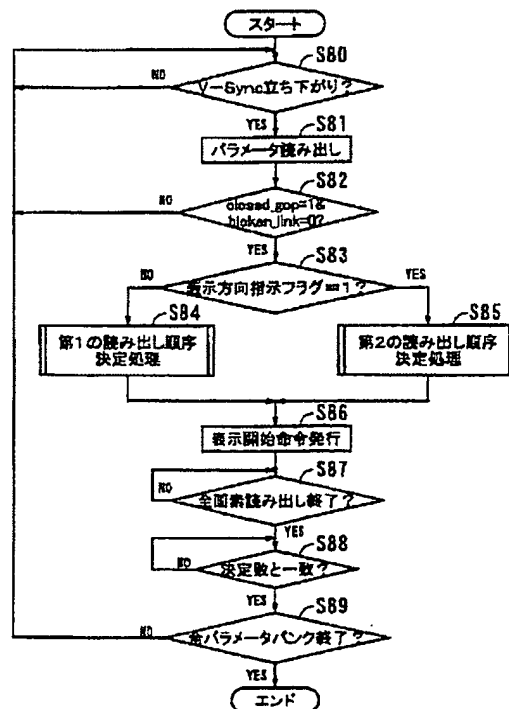 スタート
S80
V-Sync立ち下がり？
NO
YES
S81
パラメータ読み出し
S82
closed_gop=1&
broken_link=0?
NO
YES
S83
表示方向指示フラグ==1？
NO
YES
S84
第1の読み出し順序
決定処理
S85
第2の読み出し順序
決定処理
S86
表示開始命令発行
S87
全画素読み出し終了？
NO
YES
S88
決定数と一致？
NO
YES
S89
全パラメータバンク終了？
NO
YES
エンド